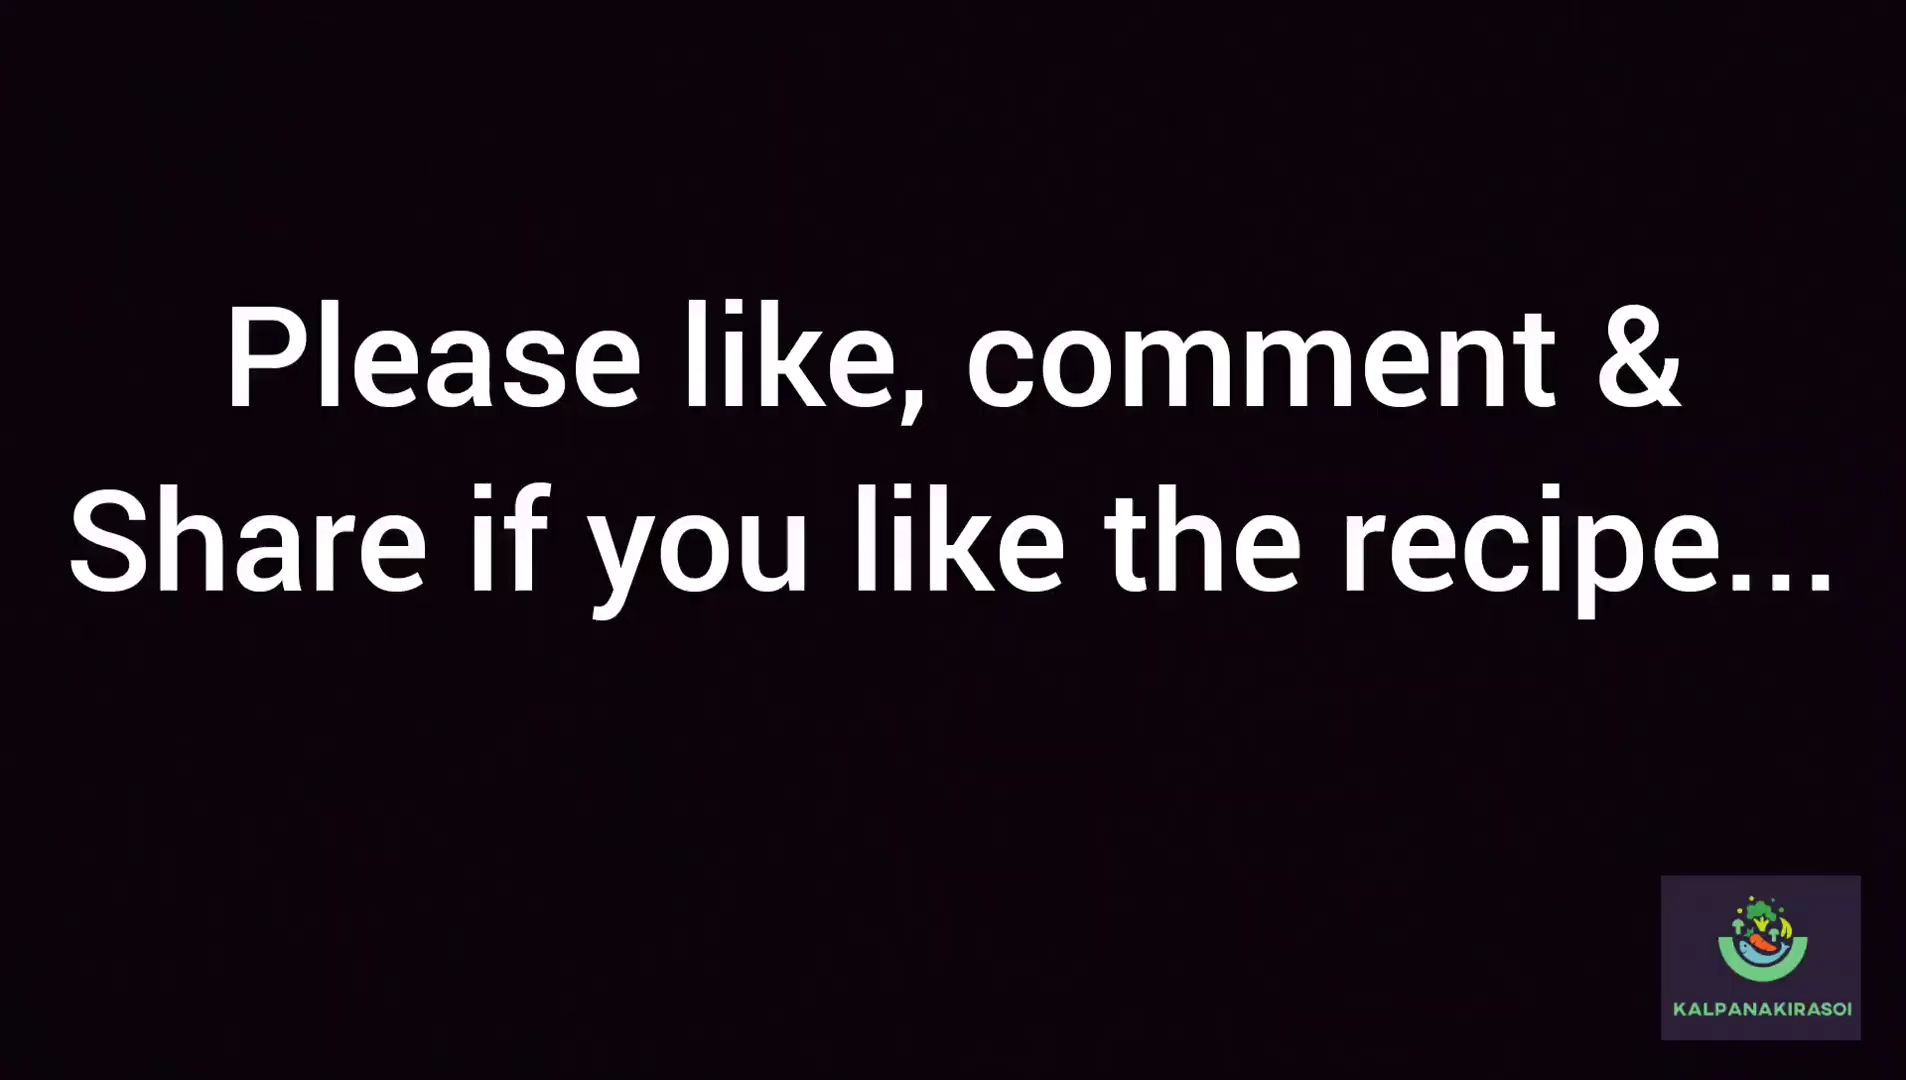 Please like, comment &
Share if you like the recipe...
KALPANAKIRASOI